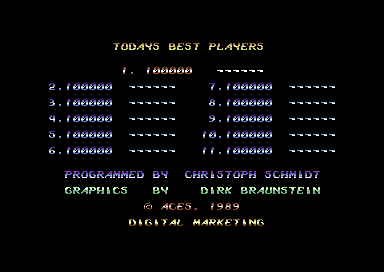 TODAYS BEST PLAYERS
1. 100000 ------
2.100000 ------ 7.100000 ------
3.100000 ------ 8.100000 ------
4.100000 ------ 9.100000 ------
5.100000 ------ 10.100000 ------
6.100000 ------ 11.100000 ------
PROGRAMMED BY CHRISTOPH SCHMIDT
GRAPHICS BY DIRK BRAUNSTEIN
© ACES, 1989
DIGITAL MARKETING